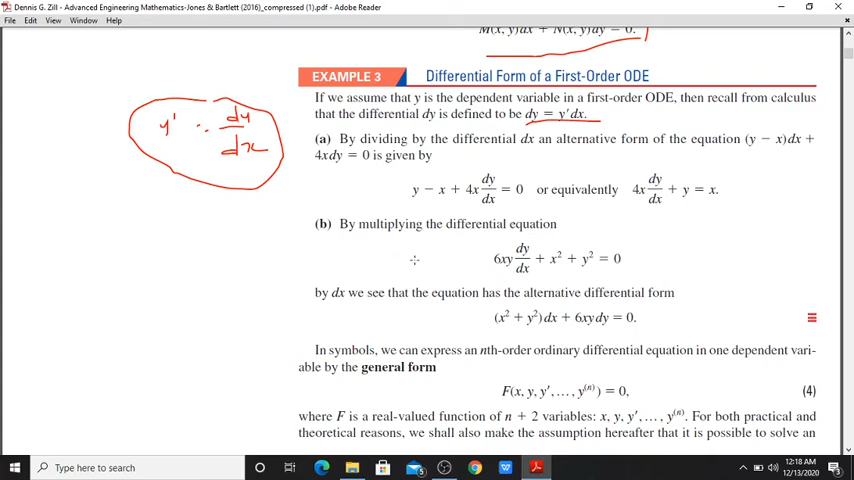 Dennis G. Zill - Advanced Engineering Mathematics-Jones & Bartlett (2016)_compressed (1).pdf - Adobe Reader
File Edit View Window Help
M(x, y)dx + N(x, y)dy = 0.
EXAMPLE 3 Differential Form of a First-Order ODE
If we assume that y is the dependent variable in a first-order ODE, then recall from calculus
that the differential dy is defined to be dy = y′dx.
y' ∵ dy/dx
(a) By dividing by the differential dx an alternative form of the equation (y − x)dx +
4xdy = 0 is given by
y − x + 4x dy/dx = 0 or equivalently 4x dy/dx + y = x.
(b) By multiplying the differential equation
6xy dy/dx + x² + y² = 0
by dx we see that the equation has the alternative differential form
(x² + y²)dx + 6xydy = 0.
In symbols, we can express an nth-order ordinary differential equation in one dependent vari-
able by the general form
F(x, y, y′, …, y⁽ⁿ⁾) = 0, (4)
where F is a real-valued function of n + 2 variables: x, y, y′, …, y⁽ⁿ⁾. For both practical and
theoretical reasons, we shall also make the assumption hereafter that it is possible to solve an
Type here to search
5
W
12:18 AM
12/13/2020
3